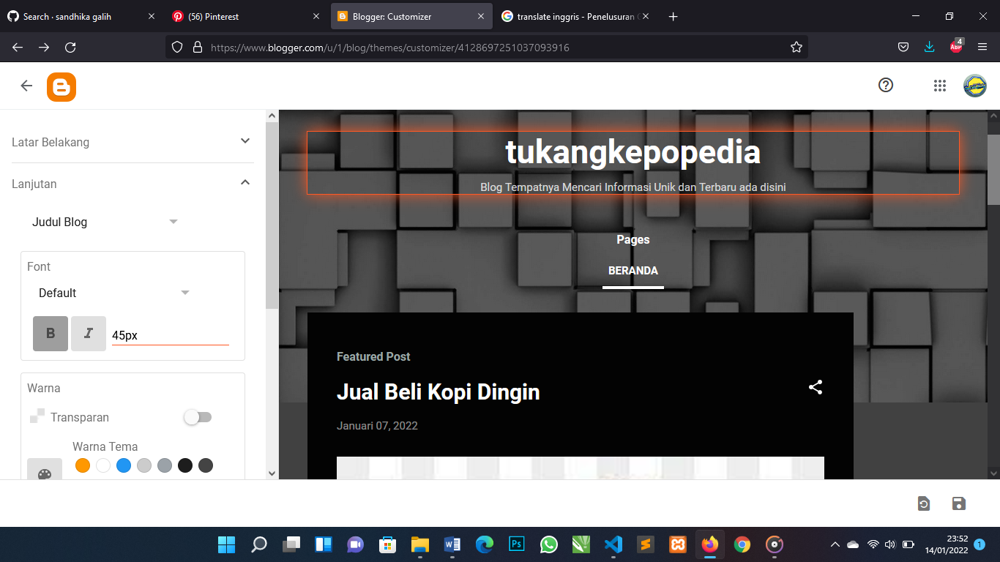 Search · sandhika galih
(56) Pinterest
Blogger: Customizer
translate inggris - Penelusuran
https://www.blogger.com/u/1/blog/themes/customizer/4128697251037093916
ABP
4
Latar Belakang
Lanjutan
Judul Blog
Font
Default
B I 45px
Warna
Transparan
Warna Tema
tukangkepopedia
Blog Tempatnya Mencari Informasi Unik dan Terbaru ada disini
Pages
BERANDA
Featured Post
Jual Beli Kopi Dingin
Januari 07, 2022
Ps
23:52
14/01/2022
1